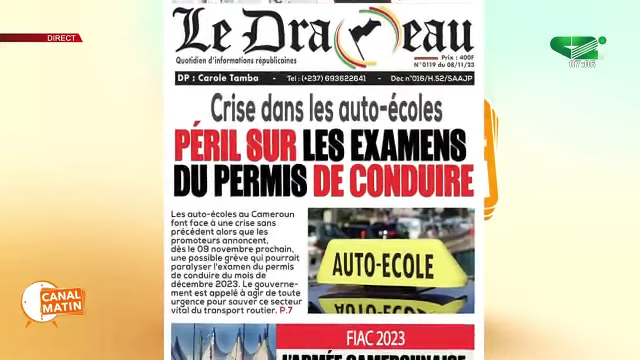 DIRECT
Le Drapeau
Quotidien d'informations républicaines
Prix : 400F
N°0119 du 08/11/23
DP : Carole Tamba - Tel : (+237) 693622641 - Dec n°016/H.52/SAAJP
07:06
Crise dans les auto-écoles
PÉRIL SUR LES EXAMENS
DU PERMIS DE CONDUIRE
Les auto-écoles au Cameroun
font face à une crise sans
précédent alors que les
promoteurs annoncent,
dès le 09 novembre prochain,
une possible grève qui pourrait
paralyser l'examen du permis
de conduire du mois de
décembre 2023. Le gouverne-
ment est appelé à agir de toute
urgence pour sauver ce secteur
vital du transport routier. P.7
AUTO-ECOLE
AUTO-ECOLE
CANAL
MATIN
FIAC 2023
L'ARMÉE CAMEROUNAISE